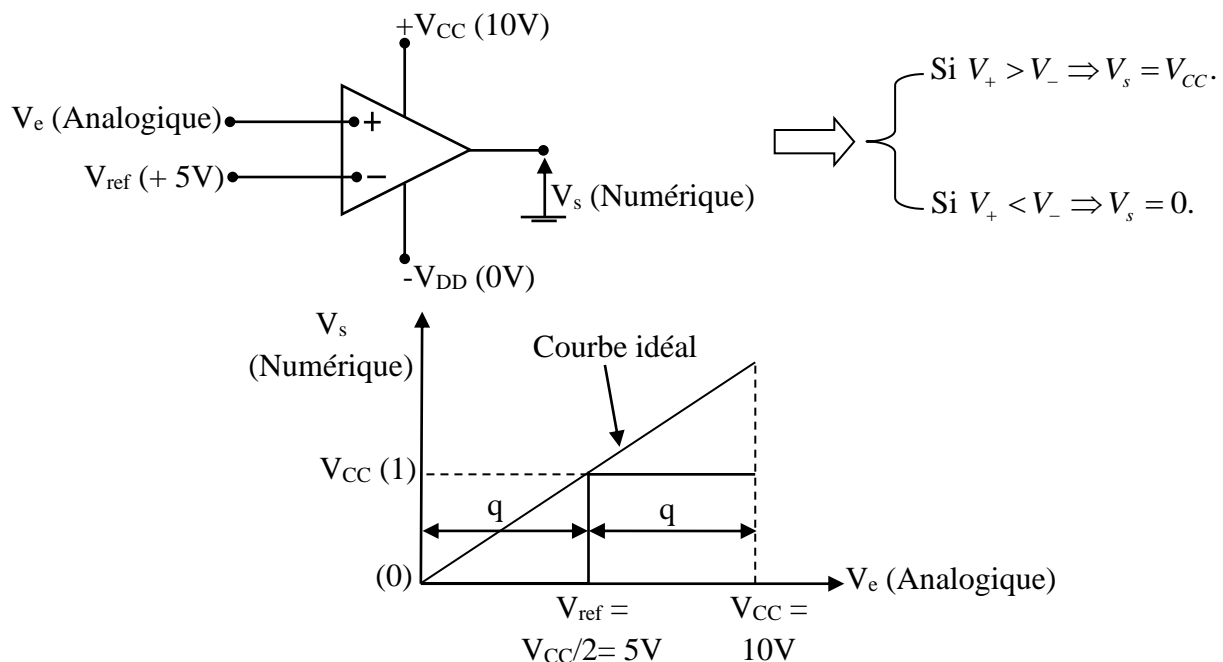 +V_CC (10V)
V_e (Analogique)
+
V_ref (+ 5V)
−
V_s (Numérique)
-V_DD (0V)
Si V_+ > V_− ⇒ V_s = V_CC.
Si V_+ < V_− ⇒ V_s = 0.
V_s
(Numérique)
Courbe idéal
V_CC (1)
q
q
(0)
V_e (Analogique)
V_ref =
V_CC/2= 5V
V_CC =
10V